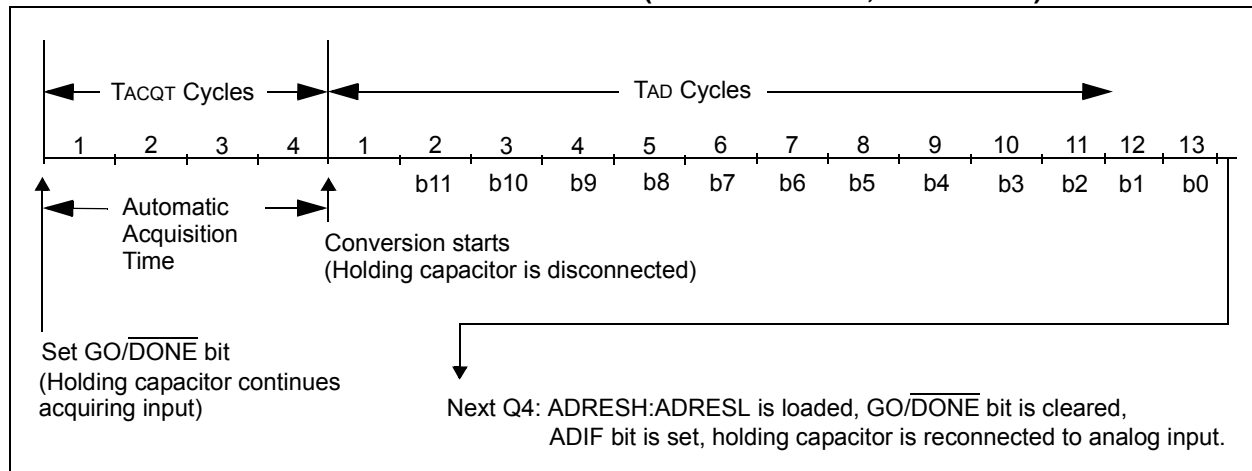 TACQT Cycles
TAD Cycles
1 2 3 4 1 2 3 4 5 6 7 8 9 10 11 12 13
b11 b10 b9 b8 b7 b6 b5 b4 b3 b2 b1 b0
Automatic
Acquisition
Time
Conversion starts
(Holding capacitor is disconnected)
Set GO/DONE bit
(Holding capacitor continues
acquiring input)
Next Q4: ADRESH:ADRESL is loaded, GO/DONE bit is cleared,
ADIF bit is set, holding capacitor is reconnected to analog input.